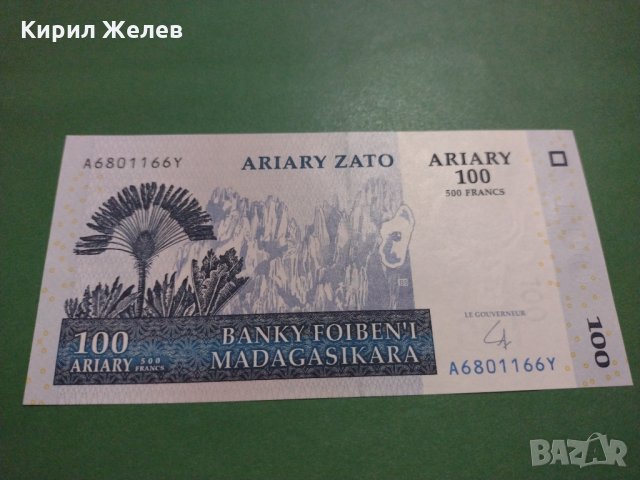 Кирил Желев
A6801166Y
ARIARY ZATO
ARIARY
100
500 FRANCS
LE GOUVERNEUR
100
ARIARY 500 FRANCS
BANKY FOIBEN'I
MADAGASIKARA
A6801166Y
100
BAZAR